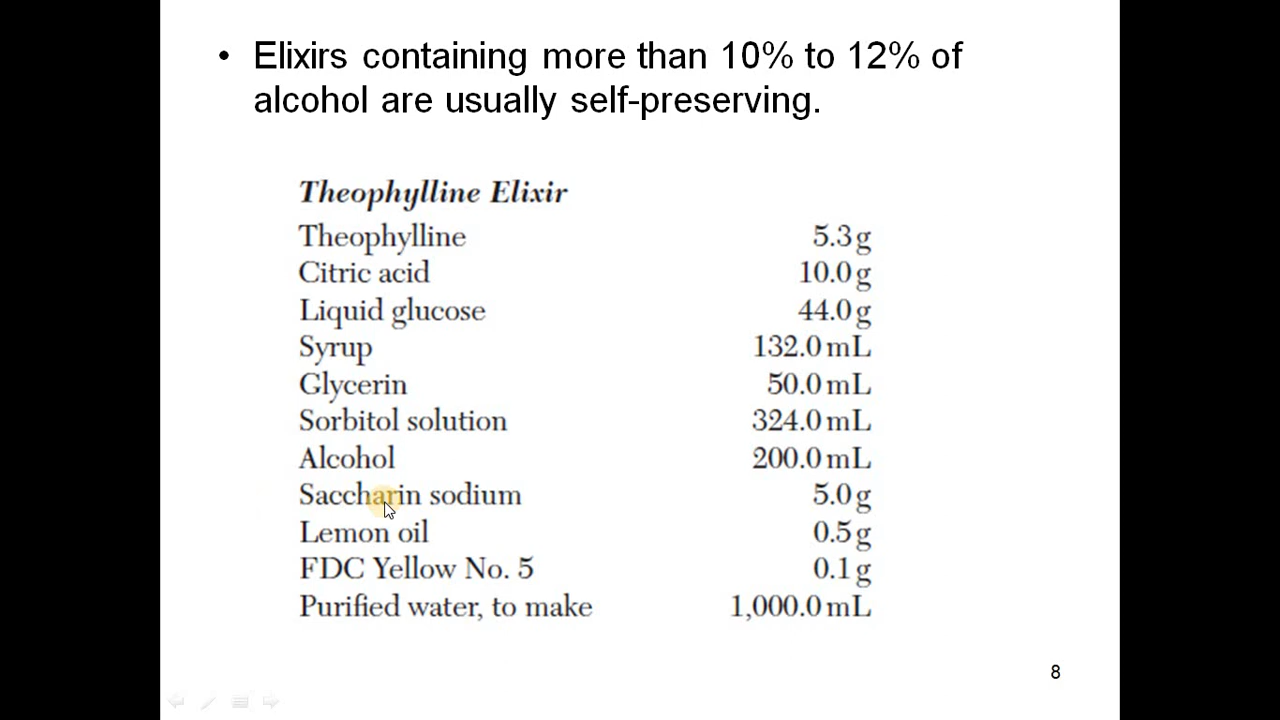 • Elixirs containing more than 10% to 12% of
alcohol are usually self-preserving.
Theophylline Elixir
Theophylline 5.3 g
Citric acid 10.0 g
Liquid glucose 44.0 g
Syrup 132.0 mL
Glycerin 50.0 mL
Sorbitol solution 324.0 mL
Alcohol 200.0 mL
Saccharin sodium 5.0 g
Lemon oil 0.5 g
FDC Yellow No. 5 0.1 g
Purified water, to make 1,000.0 mL
8